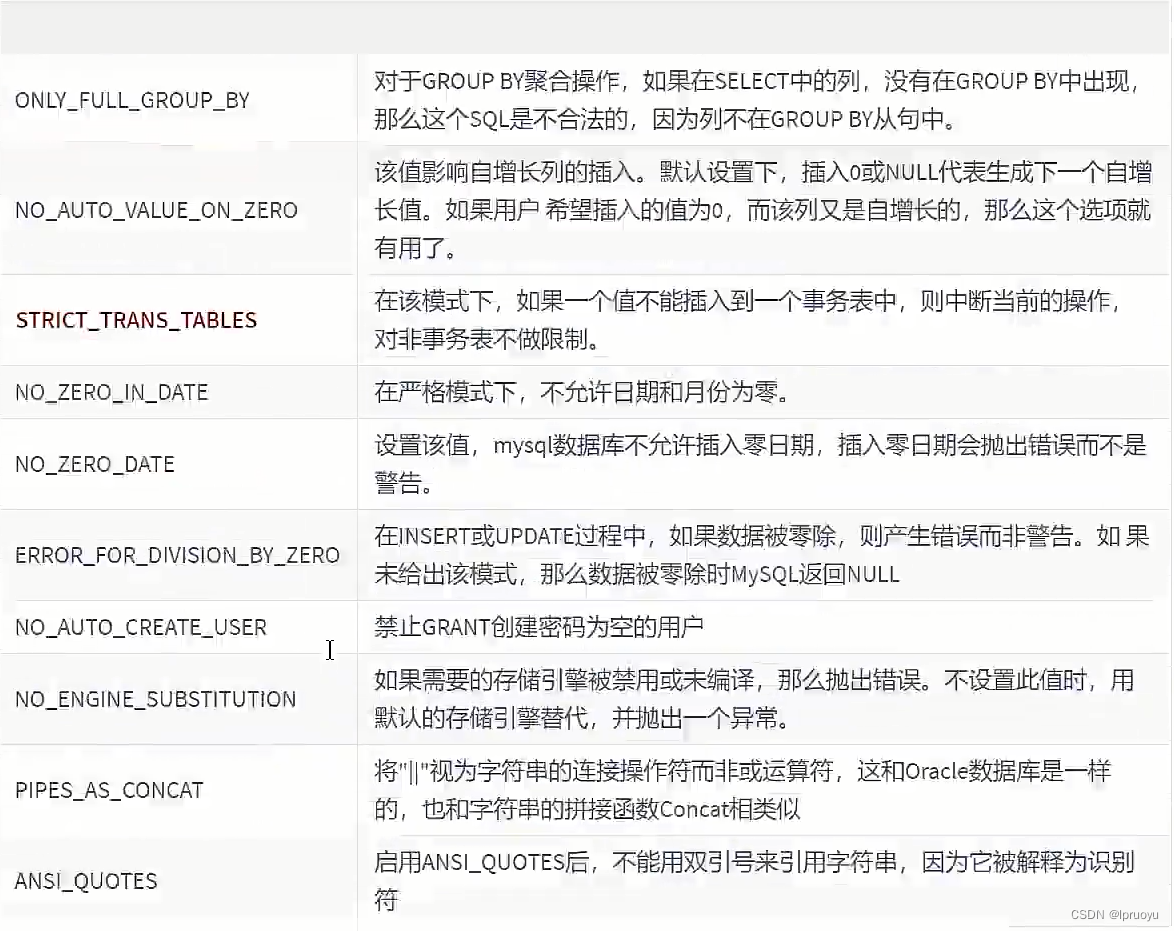 ONLY_FULL_GROUP_BY
对于GROUP BY聚合操作，如果在SELECT中的列，没有在GROUP BY中出现，
那么这个SQL是不合法的，因为列不在GROUP BY从句中。
NO_AUTO_VALUE_ON_ZERO
该值影响自增长列的插入。默认设置下，插入0或NULL代表生成下一个自增
长值。如果用户 希望插入的值为0，而该列又是自增长的，那么这个选项就
有用了。
STRICT_TRANS_TABLES
在该模式下，如果一个值不能插入到一个事务表中，则中断当前的操作，
对非事务表不做限制。
NO_ZERO_IN_DATE
在严格模式下，不允许日期和月份为零。
NO_ZERO_DATE
设置该值，mysql数据库不允许插入零日期，插入零日期会抛出错误而不是
警告。
ERROR_FOR_DIVISION_BY_ZERO
在INSERT或UPDATE过程中，如果数据被零除，则产生错误而非警告。如 果
未给出该模式，那么数据被零除时MySQL返回NULL
NO_AUTO_CREATE_USER
禁止GRANT创建密码为空的用户
NO_ENGINE_SUBSTITUTION
如果需要的存储引擎被禁用或未编译，那么抛出错误。不设置此值时，用
默认的存储引擎替代，并抛出一个异常。
PIPES_AS_CONCAT
将"||"视为字符串的连接操作符而非或运算符，这和Oracle数据库是一样
的，也和字符串的拼接函数Concat相类似
ANSI_QUOTES
启用ANSI_QUOTES后，不能用双引号来引用字符串，因为它被解释为识别
符
CSDN @lpruoyu